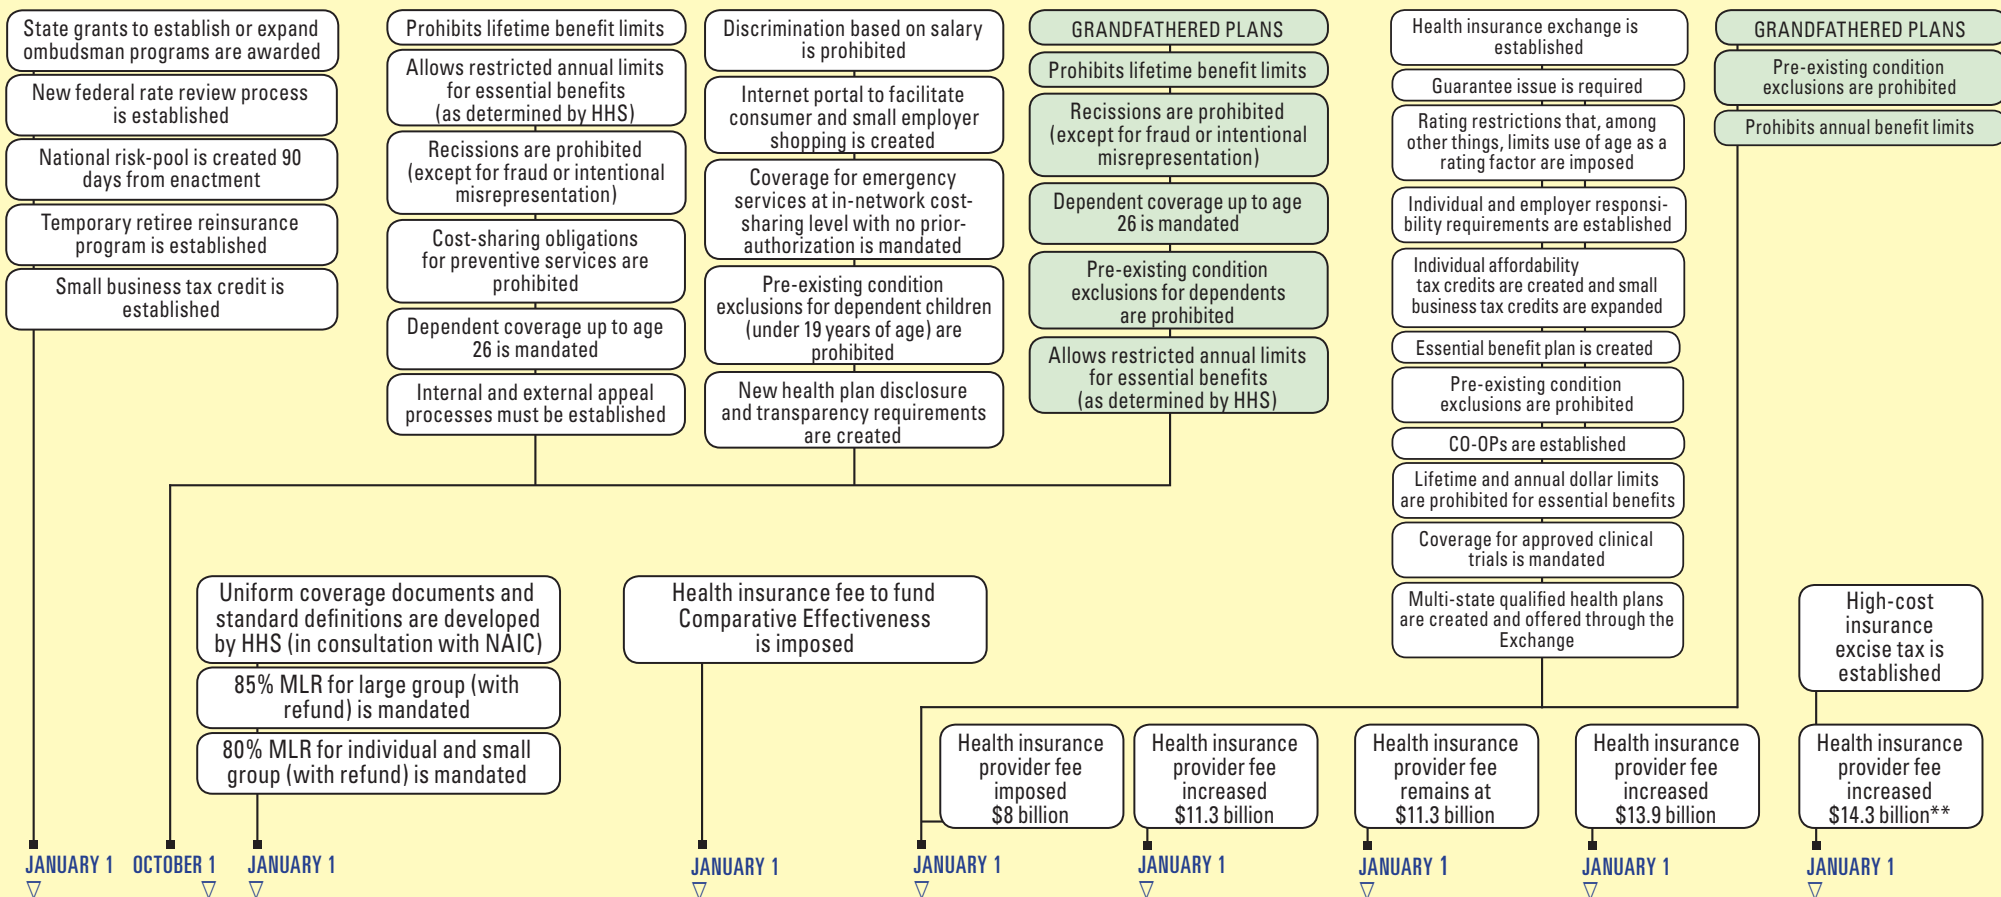 State grants to establish or expand
ombudsman programs are awarded
New federal rate review process
is established
National risk-pool is created 90
days from enactment
Temporary retiree reinsurance
program is established
Small business tax credit is
established
Prohibits lifetime benefit limits
Allows restricted annual limits
for essential benefits
(as determined by HHS)
Recissions are prohibited
(except for fraud or intentional
misrepresentation)
Cost-sharing obligations
for preventive services are
prohibited
Dependent coverage up to age
26 is mandated
Internal and external appeal
processes must be established
Discrimination based on salary
is prohibited
Internet portal to facilitate
consumer and small employer
shopping is created
Coverage for emergency
services at in-network cost-
sharing level with no prior-
authorization is mandated
Pre-existing condition
exclusions for dependent children
(under 19 years of age) are
prohibited
New health plan disclosure
and transparency requirements
are created
GRANDFATHERED PLANS
Prohibits lifetime benefit limits
Recissions are prohibited
(except for fraud or intentional
misrepresentation)
Dependent coverage up to age
26 is mandated
Pre-existing condition
exclusions for dependents
are prohibited
Allows restricted annual limits
for essential benefits
(as determined by HHS)
Health insurance exchange is
established
Guarantee issue is required
Rating restrictions that, among
other things, limits use of age as a
rating factor are imposed
Individual and employer responsi-
bility requirements are established
Individual affordability
tax credits are created and small
business tax credits are expanded
Essential benefit plan is created
Pre-existing condition
exclusions are prohibited
CO-OPs are established
Lifetime and annual dollar limits
are prohibited for essential benefits
Coverage for approved clinical
trials is mandated
Multi-state qualified health plans
are created and offered through the
Exchange
GRANDFATHERED PLANS
Pre-existing condition
exclusions are prohibited
Prohibits annual benefit limits
Uniform coverage documents and
standard definitions are developed
by HHS (in consultation with NAIC)
85% MLR for large group (with
refund) is mandated
80% MLR for individual and small
group (with refund) is mandated
Health insurance fee to fund
Comparative Effectiveness
is imposed
High-cost
insurance
excise tax is
established
Health insurance
provider fee
imposed
$8 billion
Health insurance
provider fee
increased
$11.3 billion
Health insurance
provider fee
remains at
$11.3 billion
Health insurance
provider fee
increased
$13.9 billion
Health insurance
provider fee
increased
$14.3 billion**
JANUARY 1
OCTOBER 1
JANUARY 1
JANUARY 1
JANUARY 1
JANUARY 1
JANUARY 1
JANUARY 1
JANUARY 1